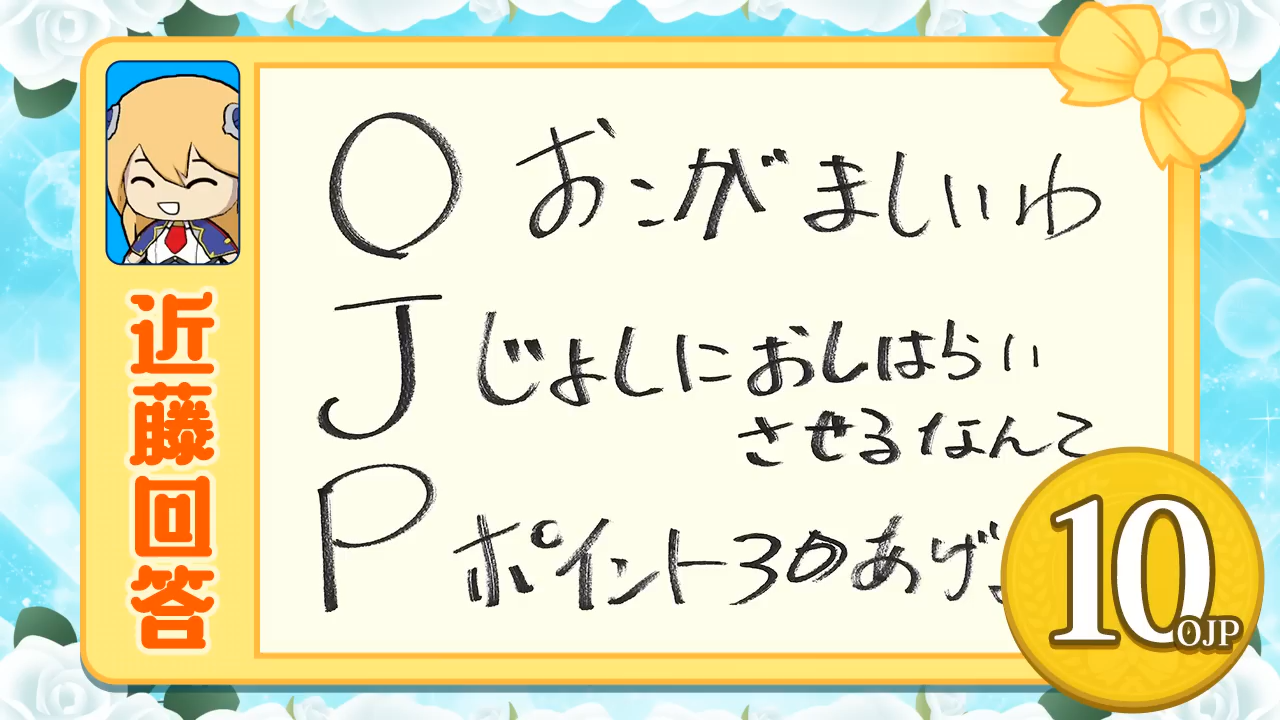 近藤回答
O おこがましいわ
J じょしにおしはらい
させるなんて
P ポイント30あげ
10 OJP